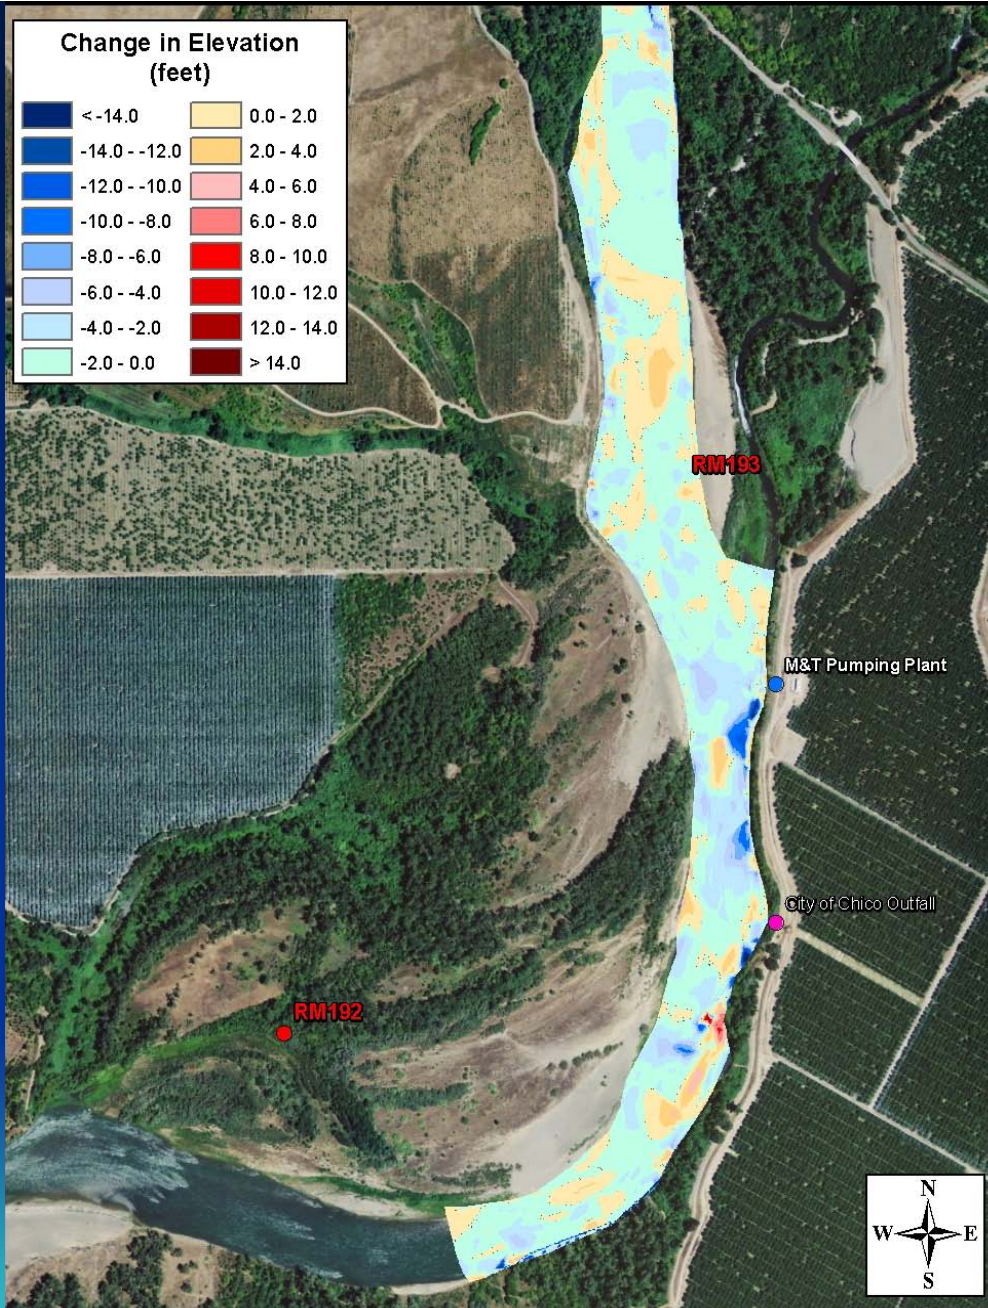 Change in Elevation
(feet)
< -14.0
-14.0 - -12.0
-12.0 - -10.0
-10.0 - -8.0
-8.0 - -6.0
-6.0 - -4.0
-4.0 - -2.0
-2.0 - 0.0
0.0 - 2.0
2.0 - 4.0
4.0 - 6.0
6.0 - 8.0
8.0 - 10.0
10.0 - 12.0
12.0 - 14.0
> 14.0
RM193
M&T Pumping Plant
City of Chico Outfall
RM192
N
W E
S